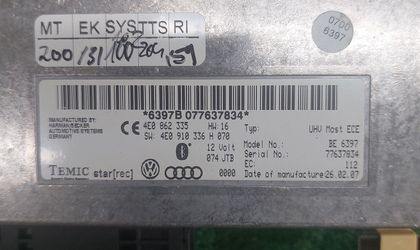 MT EK SYSTTS RI
200 131 159
0700
6397
*6397B 077637834*
MANUFACTURED BY:
HARMAN/BECKER
AUTOMOTIVE SYSTEMS
GERMANY
CE 4E0 862 335 HW: 16 Typ: UHV Most ECE
SW: 4E0 910 336 H 070
12 Volt Model No.: BE 6397
074 JTB Serial No.: 77637834
EC: 112
TEMIC star[rec] 0000 Date of manufacture 26.02.07